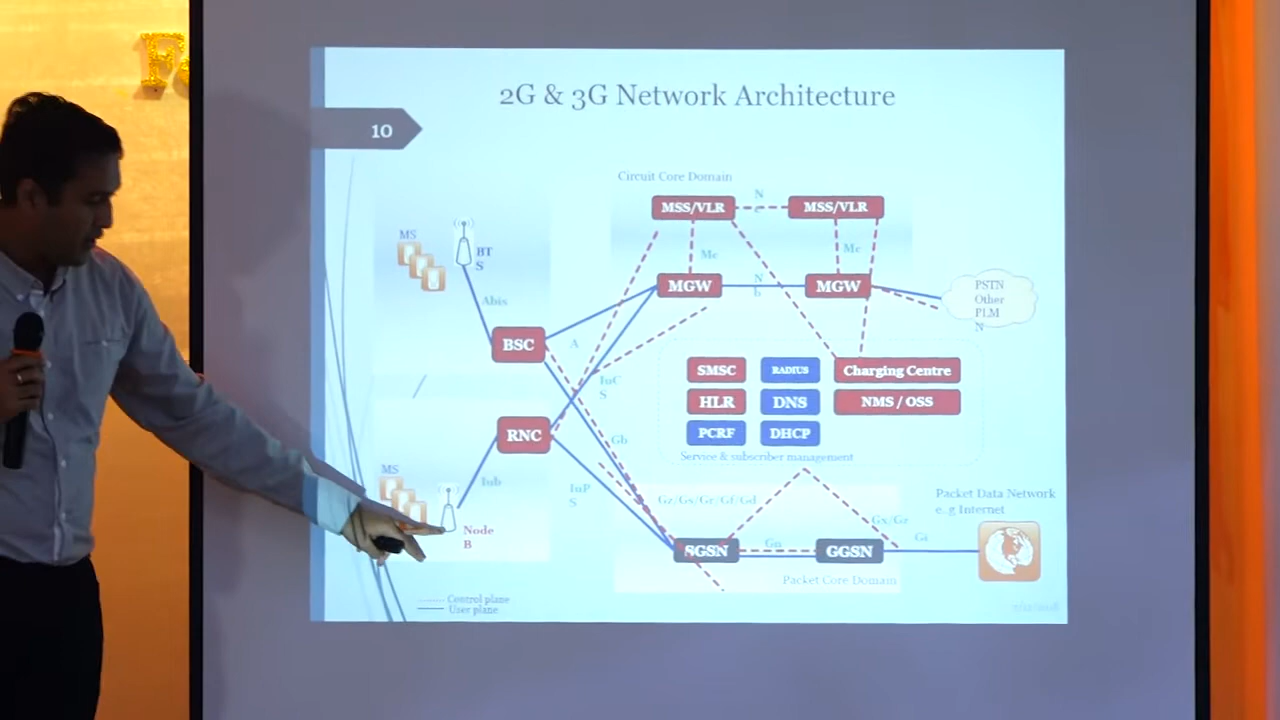 2G & 3G Network Architecture
10
Circuit Core Domain
MSS/VLR
N
c
MSS/VLR
MS
BT
S
Mc
Mc
MGW
N
b
MGW
PSTN
Other
PLM
N
Abis
BSC
A
IuC
S
SMSC
RADIUS
Charging Centre
HLR
DNS
NMS / OSS
PCRF
DHCP
Service & subscriber management
RNC
Gb
MS
Iub
IuP
S
Gz/Gs/Gr/Gf/Gd
Packet Data Network
e..g Internet
Node
B
Gx/Gz
SGSN
Gn
GGSN
Gi
Packet Core Domain
Control plane
User plane